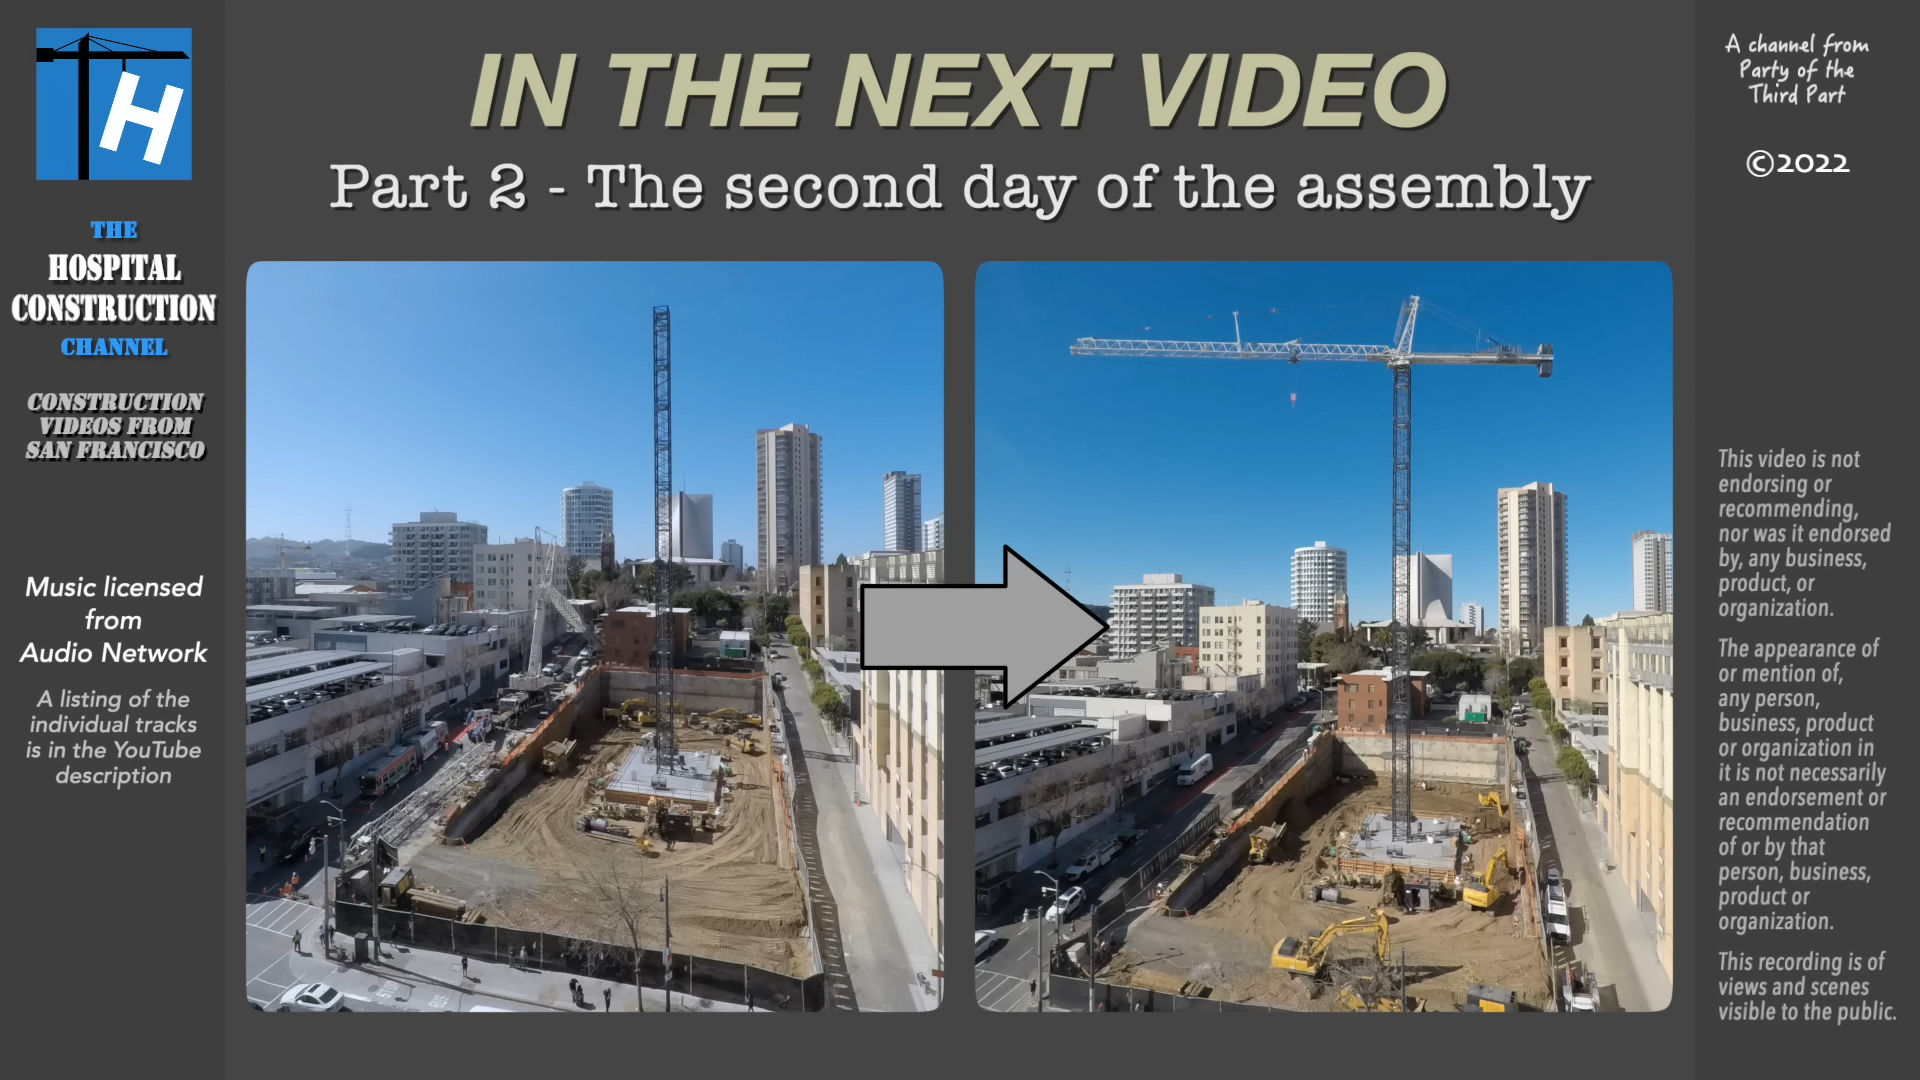 H
THE
HOSPITAL
CONSTRUCTION
CHANNEL
CONSTRUCTION
VIDEOS FROM
SAN FRANCISCO
Music licensed
from
Audio Network
A listing of the
individual tracks
is in the YouTube
description
IN THE NEXT VIDEO
Part 2 - The second day of the assembly
A channel from
Party of the
Third Part
©2022
This video is not
endorsing or
recommending,
nor was it endorsed
by, any business,
product, or
organization.
The appearance of
or mention of,
any person,
business, product
or organization in
it is not necessarily
an endorsement or
recommendation
of or by that
person, business,
product or
organization.
This recording is of
views and scenes
visible to the public.